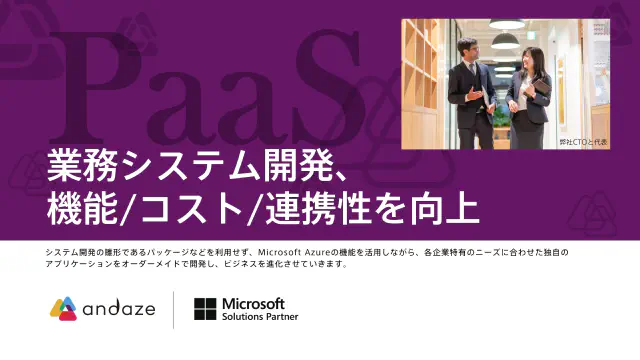 PaaS
弊社CTOと代表
業務システム開発、
機能/コスト/連携性を向上
システム開発の雛形であるパッケージなどを利用せず、Microsoft Azureの機能を活用しながら、各企業特有のニーズに合わせた独自の
アプリケーションをオーダーメイドで開発し、ビジネスを進化させていきます。
andaze
Microsoft
Solutions Partner